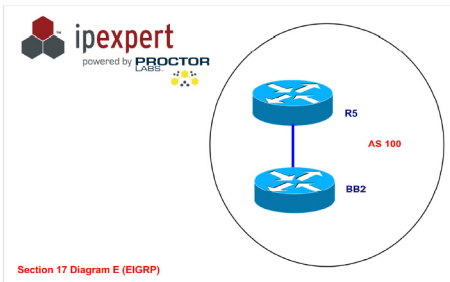 ipexpert
powered by PROCTOR
LABS.
R5
AS 100
BB2
Section 17 Diagram E (EIGRP)